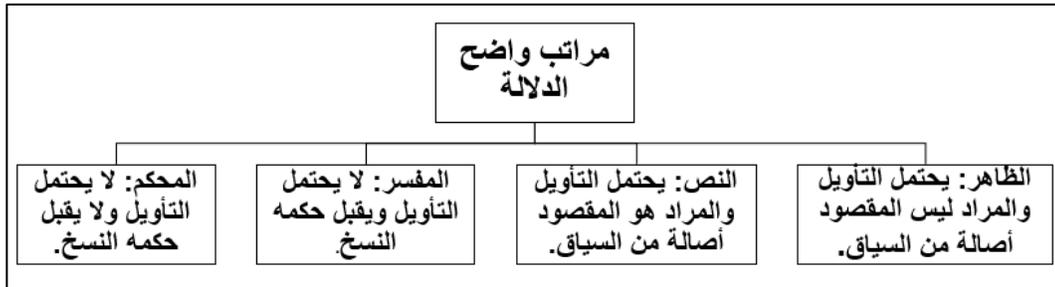 مراتب واضح
الدلالة
الظاهر: يحتمل التأويل
والمراد ليس المقصود
أصالة من السياق.
النص: يحتمل التأويل
والمراد هو المقصود
أصالة من السياق.
المفسر: لا يحتمل
التأويل ويقبل حكمه
النسخ.
المحكم: لا يحتمل
التأويل ولا يقبل
حكمه النسخ.